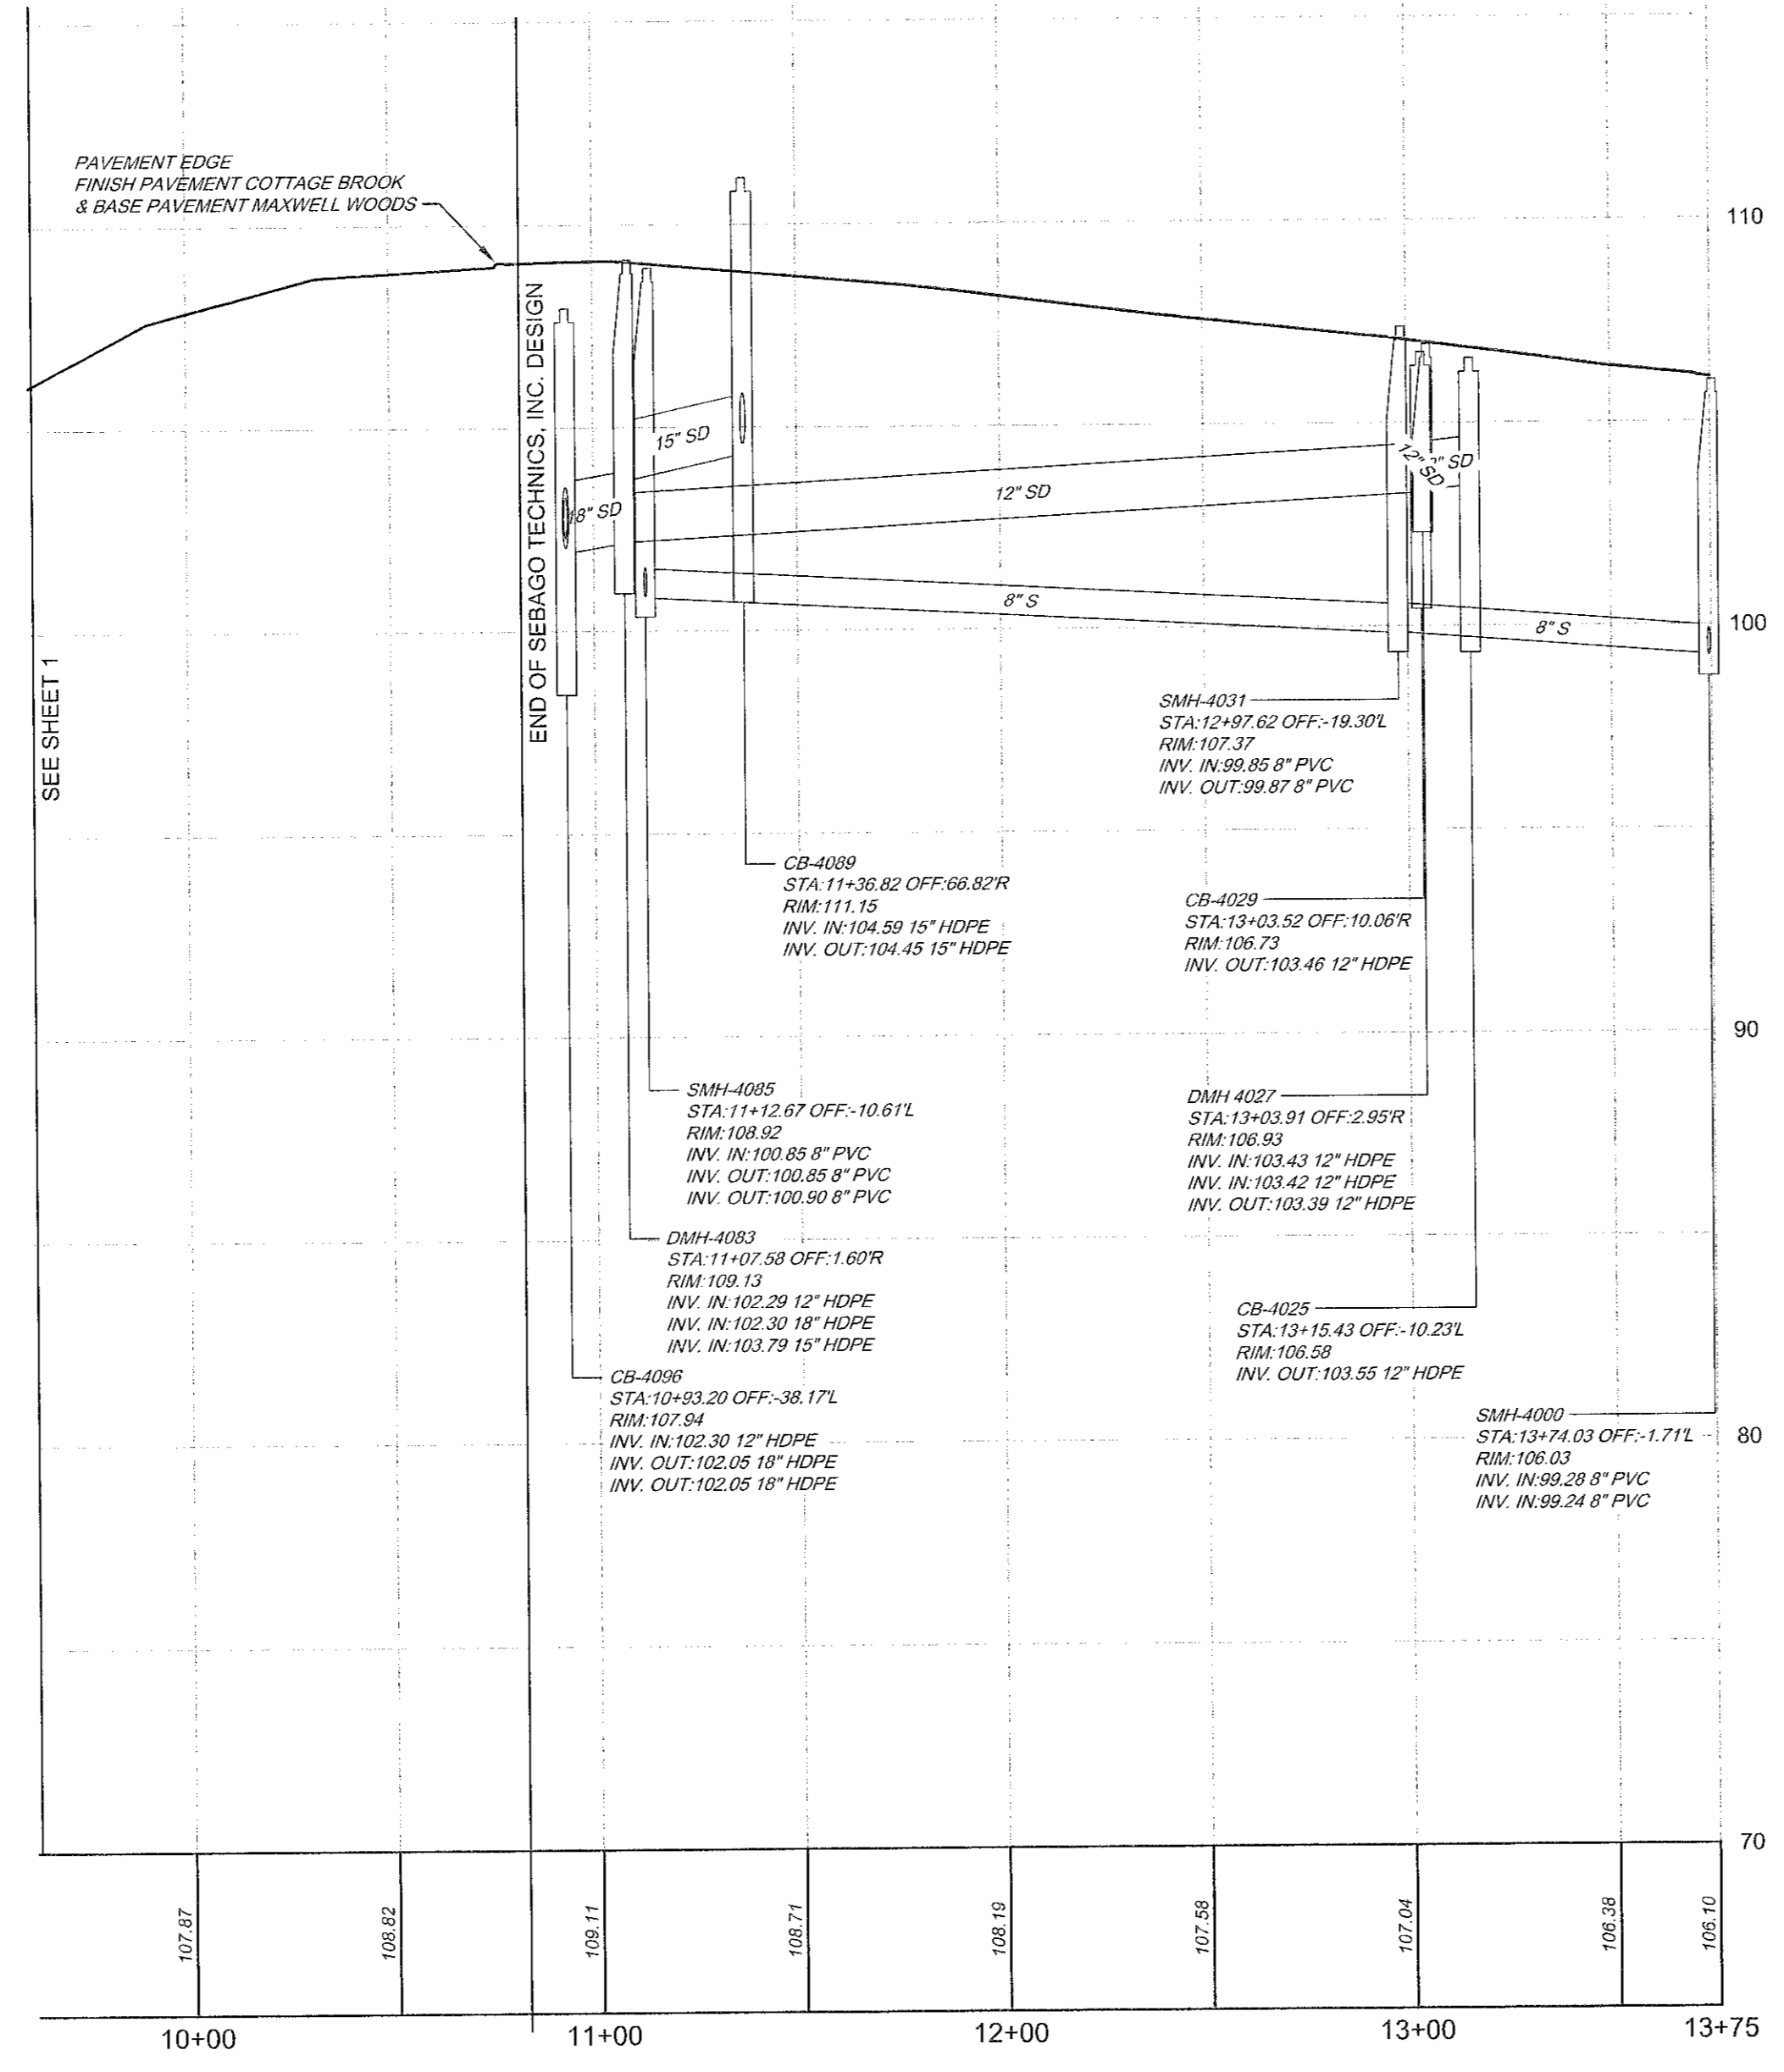 PAVEMENT EDGE
FINISH PAVEMENT COTTAGE BROOK
& BASE PAVEMENT MAXWELL WOODS
110
END OF SEBAGO TECHNICS, INC. DESIGN
15" SD
18" SD
12" SD
12" SD
" SD
8" S
8" S
100
SEE SHEET 1
SMH-4031
STA:12+97.62 OFF:-19.30'L
RIM:107.37
INV. IN:99.85 8" PVC
INV. OUT:99.87 8" PVC
CB-4089
STA:11+36.82 OFF:66.82'R
RIM:111.15
INV. IN:104.59 15" HDPE
INV. OUT:104.45 15" HDPE
CB-4029
STA:13+03.52 OFF:10.06'R
RIM:106.73
INV. OUT:103.46 12" HDPE
90
SMH-4085
STA:11+12.67 OFF:-10.61'L
RIM:108.92
INV. IN:100.85 8" PVC
INV. OUT:100.85 8" PVC
INV. OUT:100.90 8" PVC
DMH 4027
STA:13+03.91 OFF:2.95'R
RIM:106.93
INV. IN:103.43 12" HDPE
INV. IN:103.42 12" HDPE
INV. OUT:103.39 12" HDPE
DMH-4083
STA:11+07.58 OFF:1.60'R
RIM:109.13
INV. IN:102.29 12" HDPE
INV. IN:102.30 18" HDPE
INV. IN:103.79 15" HDPE
CB-4025
STA:13+15.43 OFF:-10.23'L
RIM:106.58
INV. OUT:103.55 12" HDPE
CB-4096
STA:10+93.20 OFF:-38.17'L
RIM:107.94
INV. IN:102.30 12" HDPE
INV. OUT:102.05 18" HDPE
INV. OUT:102.05 18" HDPE
SMH-4000
STA:13+74.03 OFF:-1.71'L
RIM:106.03
INV. IN:99.28 8" PVC
INV. IN:99.24 8" PVC
80
70
107.87
108.82
109.11
108.71
108.19
107.58
107.04
106.38
106.10
10+00
11+00
12+00
13+00
13+75